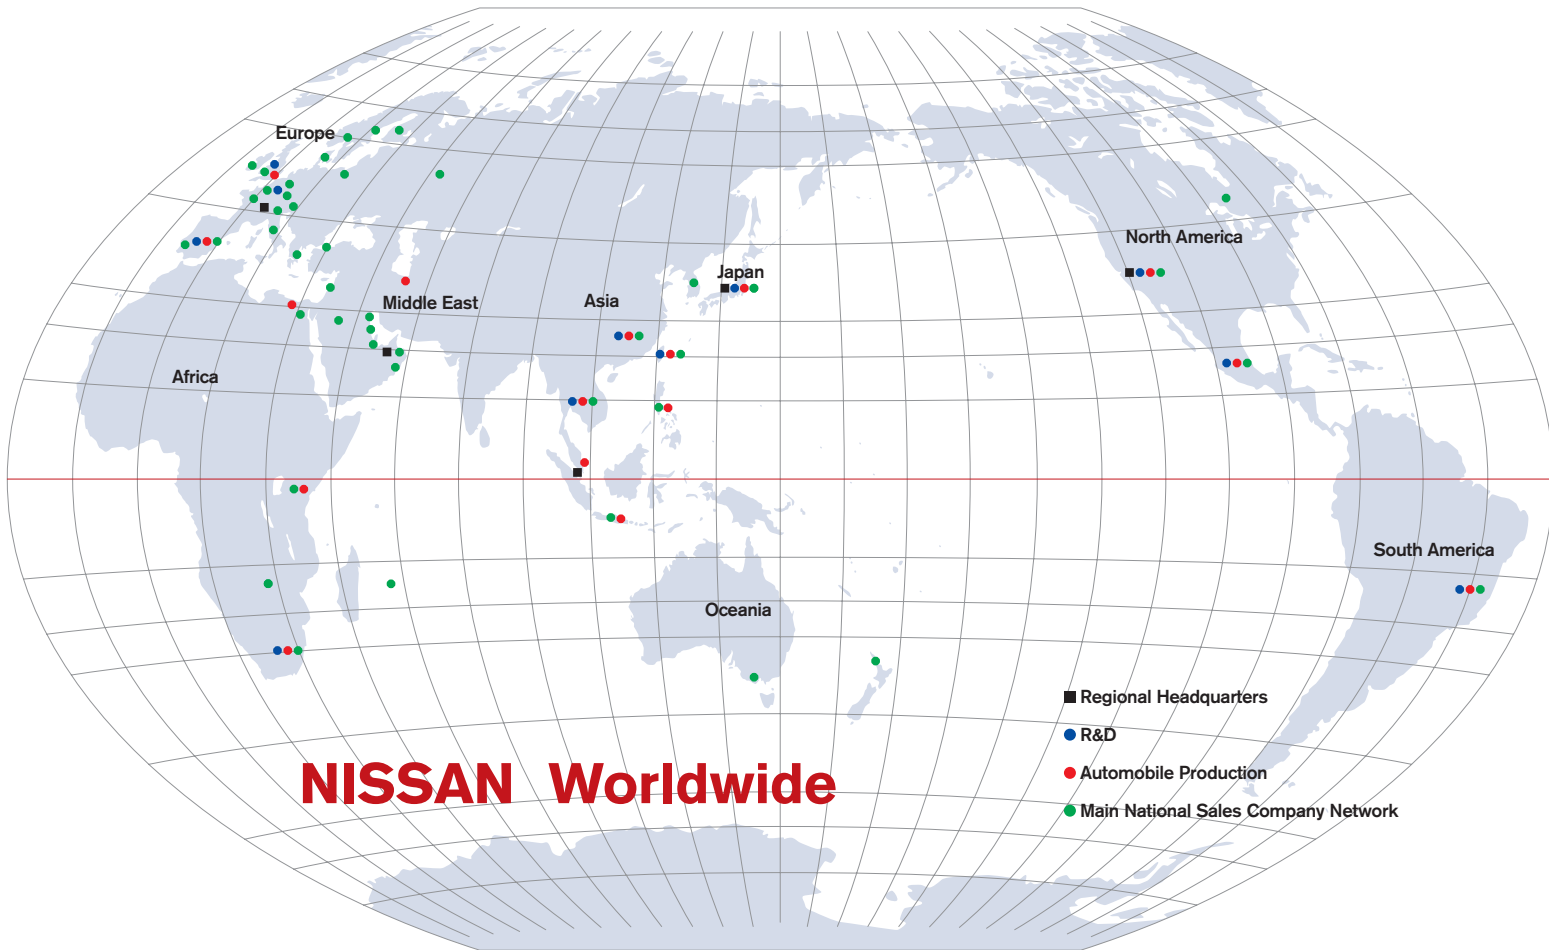 Europe
North America
Japan
Asia
Middle East
Africa
South America
Oceania
Regional Headquarters
R&D
Automobile Production
Main National Sales Company Network
NISSAN Worldwide